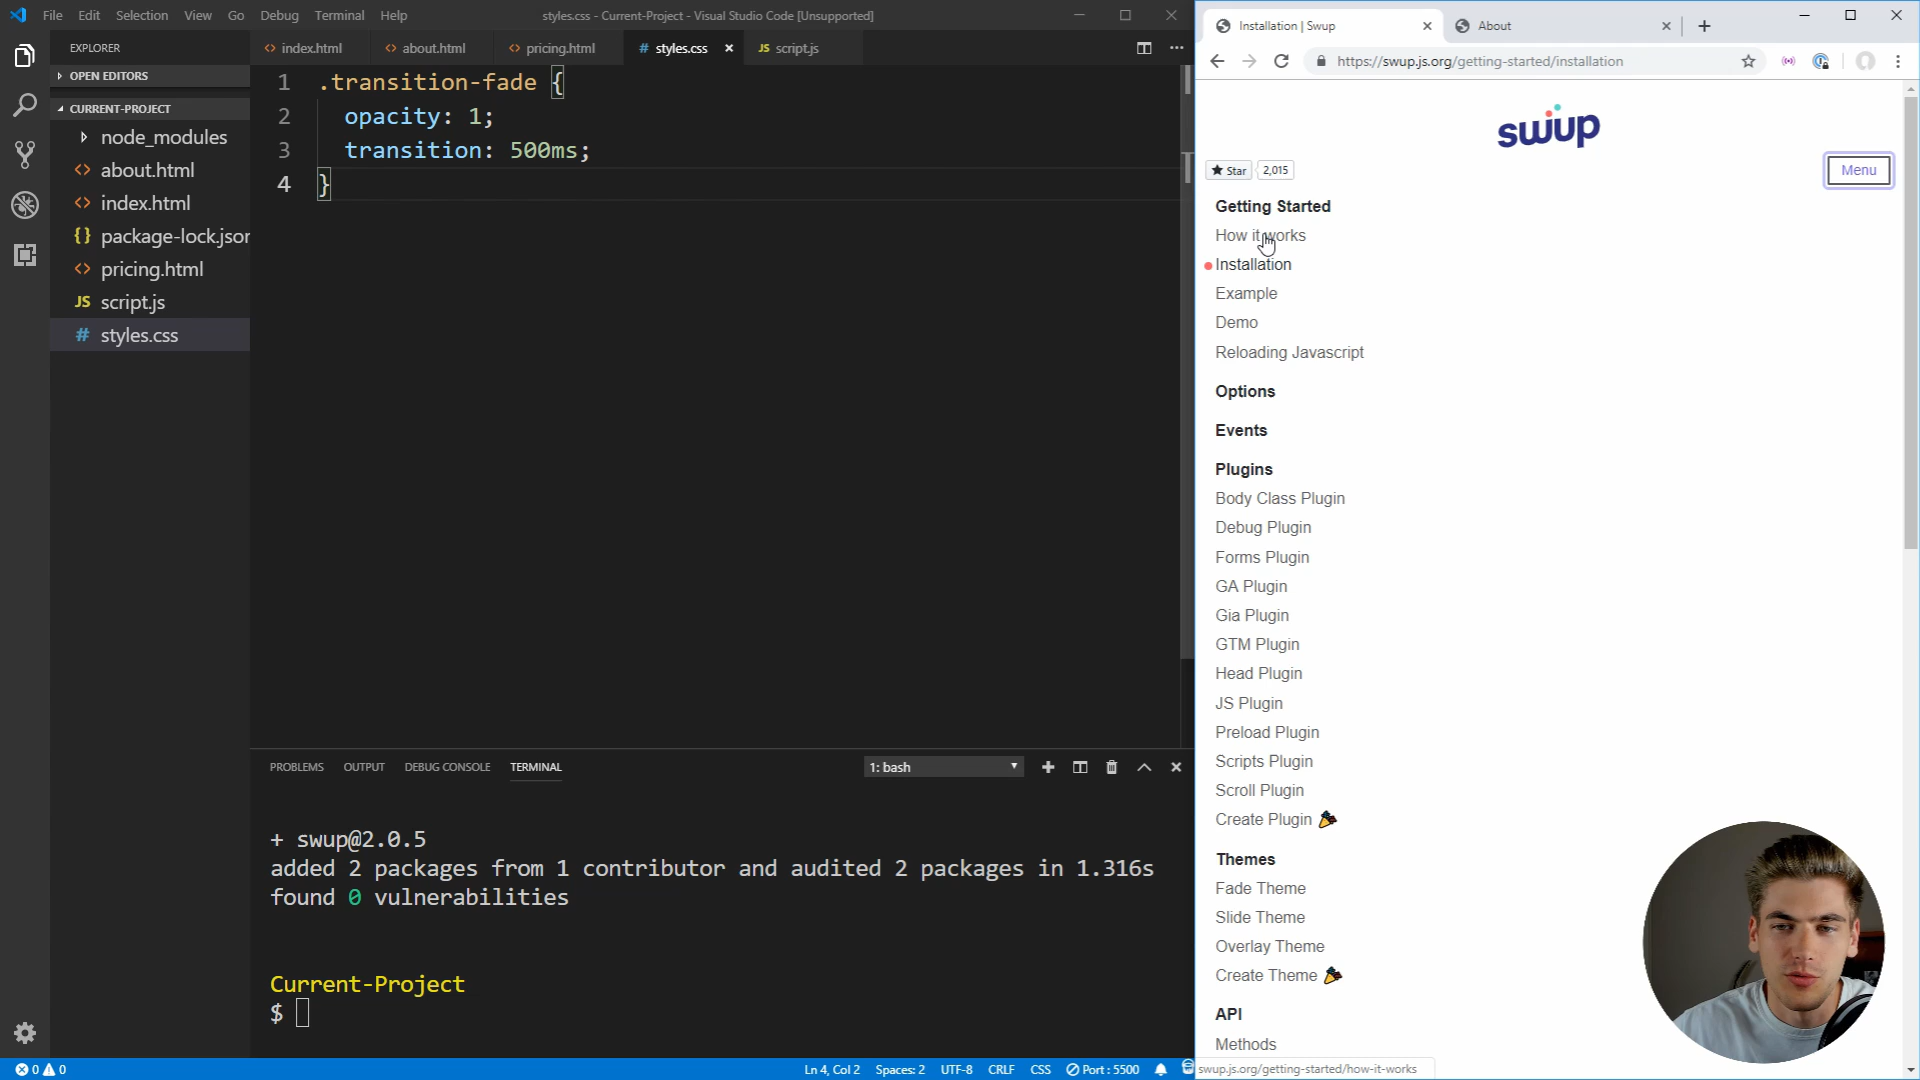 File Edit Selection View Go Debug Terminal Help
styles.css - Current-Project - Visual Studio Code [Unsupported]
EXPLORER
OPEN EDITORS
CURRENT-PROJECT
node_modules
about.html
index.html
package-lock.json
pricing.html
JS script.js
# styles.css
<> index.html
<> about.html
<> pricing.html
# styles.css
JS script.js
1 .transition-fade {
2 opacity: 1;
3 transition: 500ms;
4 }
PROBLEMS OUTPUT DEBUG CONSOLE TERMINAL
1: bash
+ swup@2.0.5
added 2 packages from 1 contributor and audited 2 packages in 1.316s
found 0 vulnerabilities
Current-Project
$
0 0
Ln 4, Col 2 Spaces: 2 UTF-8 CRLF CSS Port : 5500
Installation | Swup
About
https://swup.js.org/getting-started/installation
swup
Star 2,015
Menu
Getting Started
How it works
Installation
Example
Demo
Reloading Javascript
Options
Events
Plugins
Body Class Plugin
Debug Plugin
Forms Plugin
GA Plugin
Gia Plugin
GTM Plugin
Head Plugin
JS Plugin
Preload Plugin
Scripts Plugin
Scroll Plugin
Create Plugin
Themes
Fade Theme
Slide Theme
Overlay Theme
Create Theme
API
Methods
swup.js.org/getting-started/how-it-works